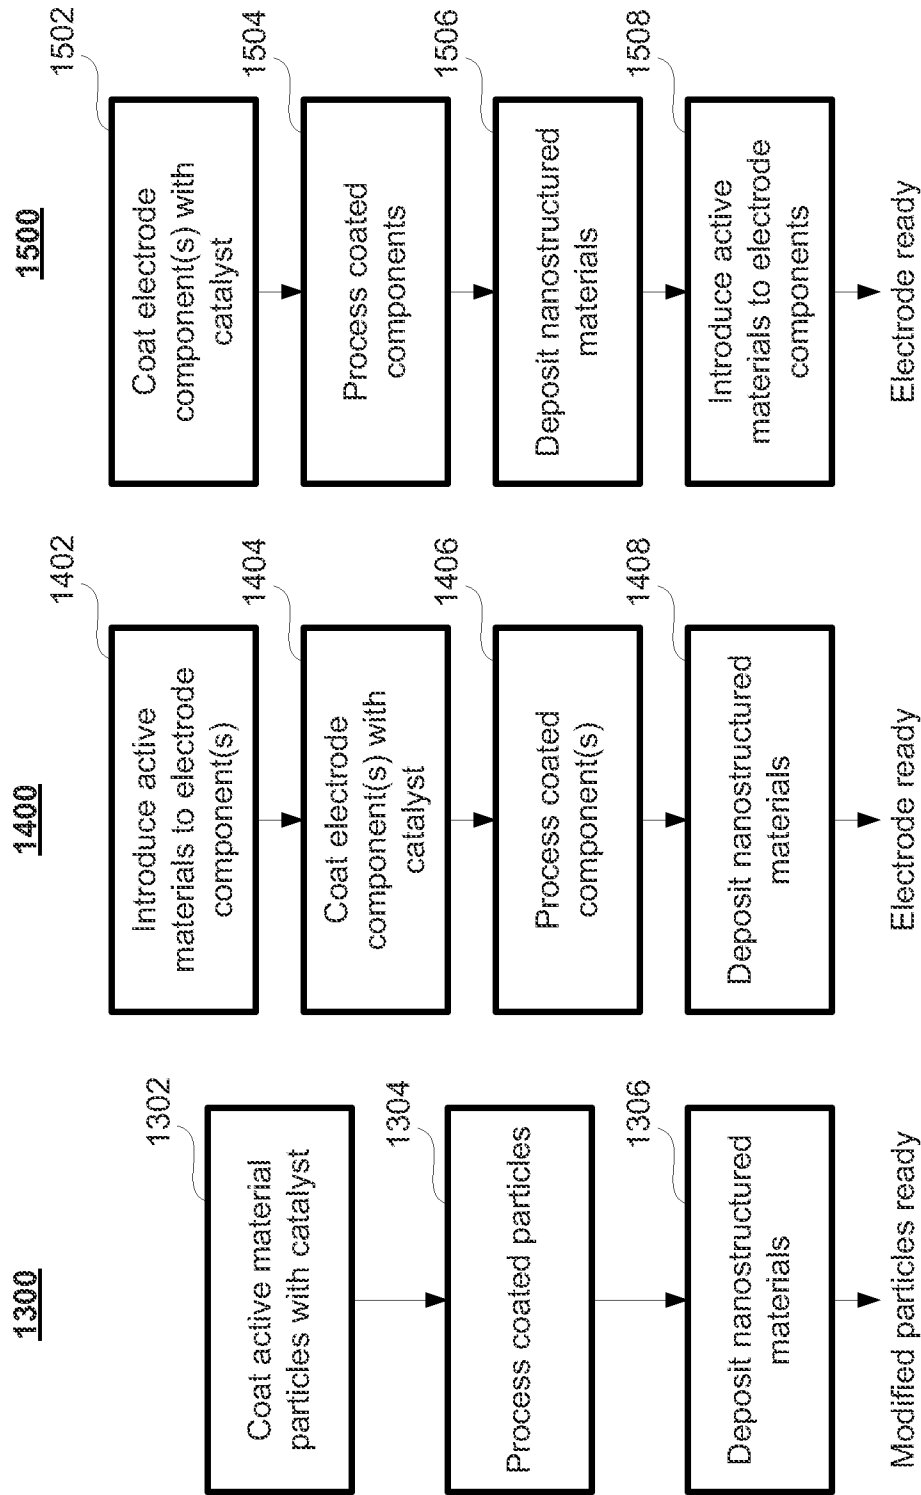 1300
1302
Coat active material
particles with catalyst
1304
Process coated particles
1306
Deposit nanostructured
materials
Modified particles ready
1400
1402
Introduce active
materials to electrode
component(s)
1404
Coat electrode
component(s) with
catalyst
1406
Process coated
component(s)
1408
Deposit nanostructured
materials
Electrode ready
1500
1502
Coat electrode
component(s) with
catalyst
1504
Process coated
components
1506
Deposit nanostructured
materials
1508
Introduce active
materials to electrode
components
Electrode ready